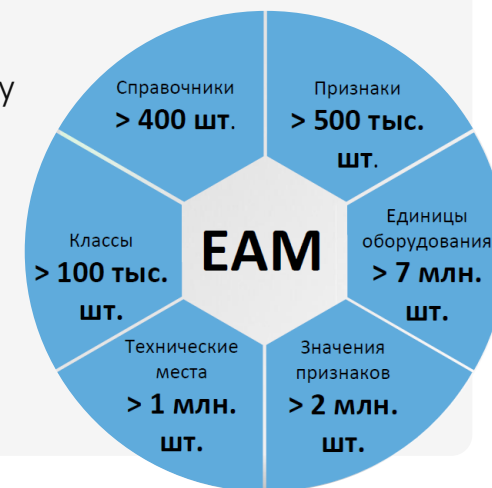 у
Справочники
> 400 шт.
Признаки
> 500 тыс.
шт.
Единицы
оборудования
> 7 млн.
шт.
Значения
признаков
> 2 млн.
шт.
Технические
места
> 1 млн.
шт.
Классы
> 100 тыс.
шт.
EAM